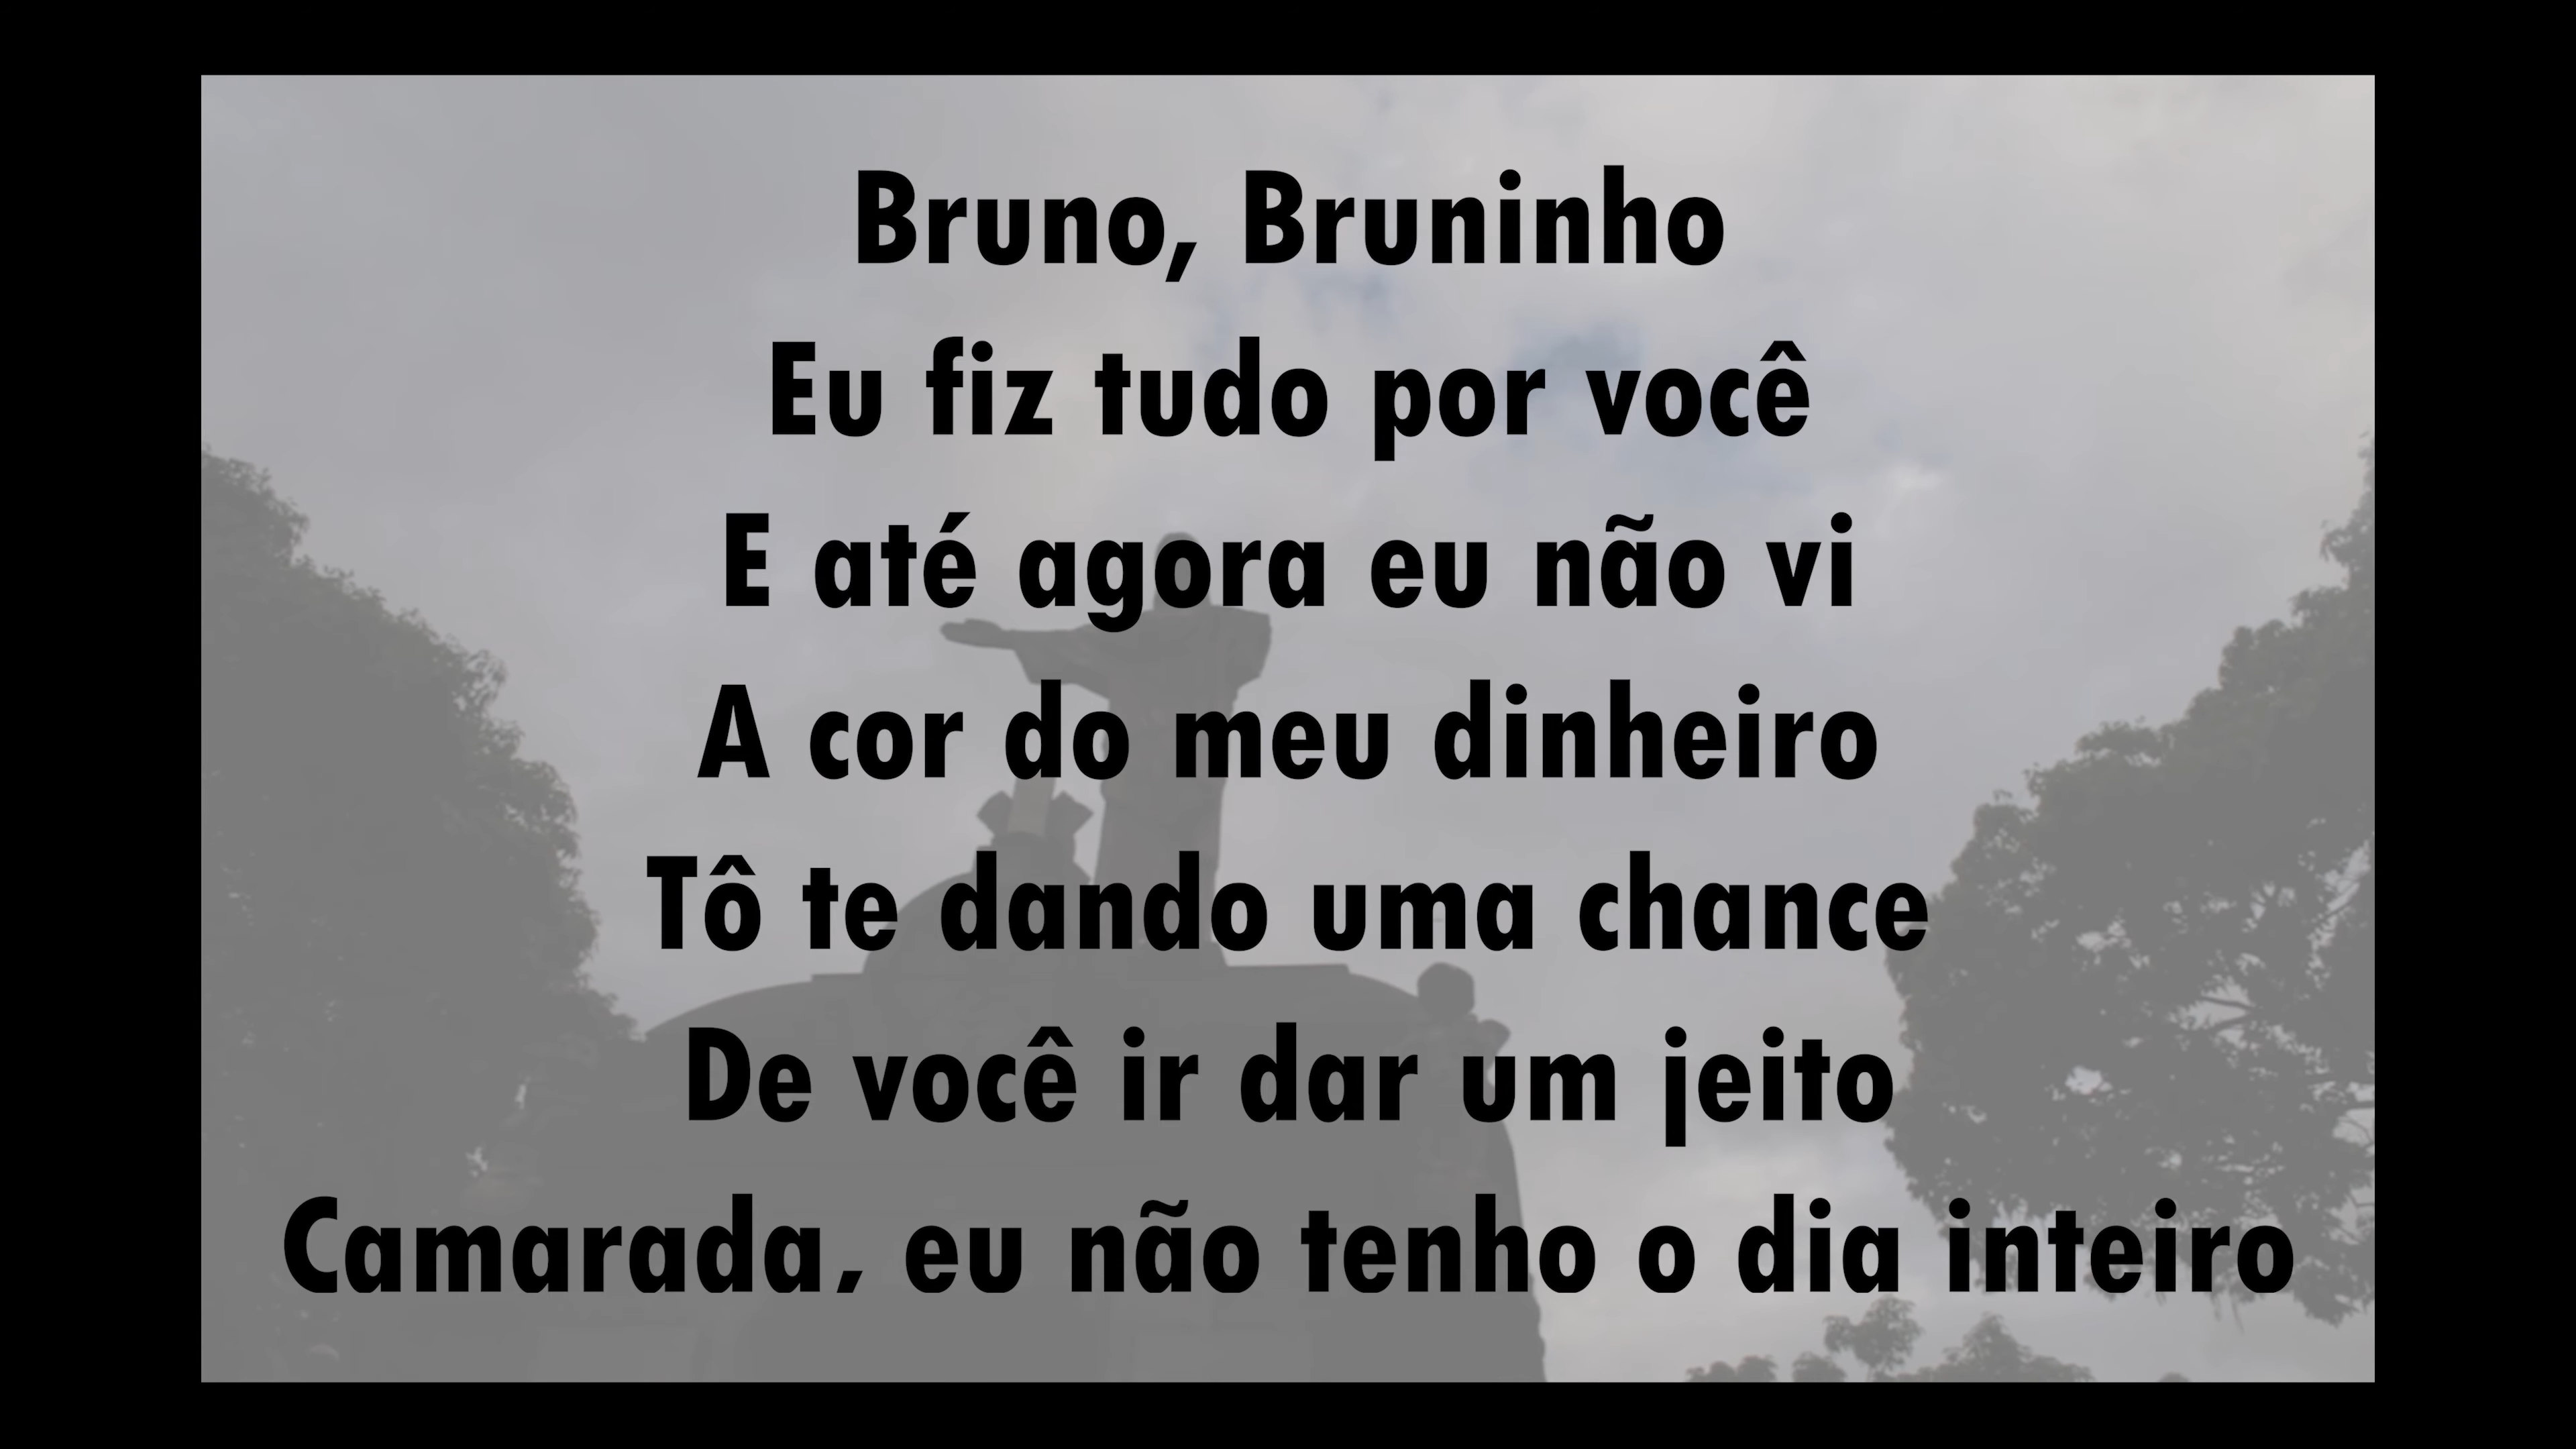 Bruno, Bruninho
Eu fiz tudo por você
E até agora eu não vi
A cor do meu dinheiro
Tô te dando uma chance
De você ir dar um jeito
Camarada, eu não tenho o dia inteiro